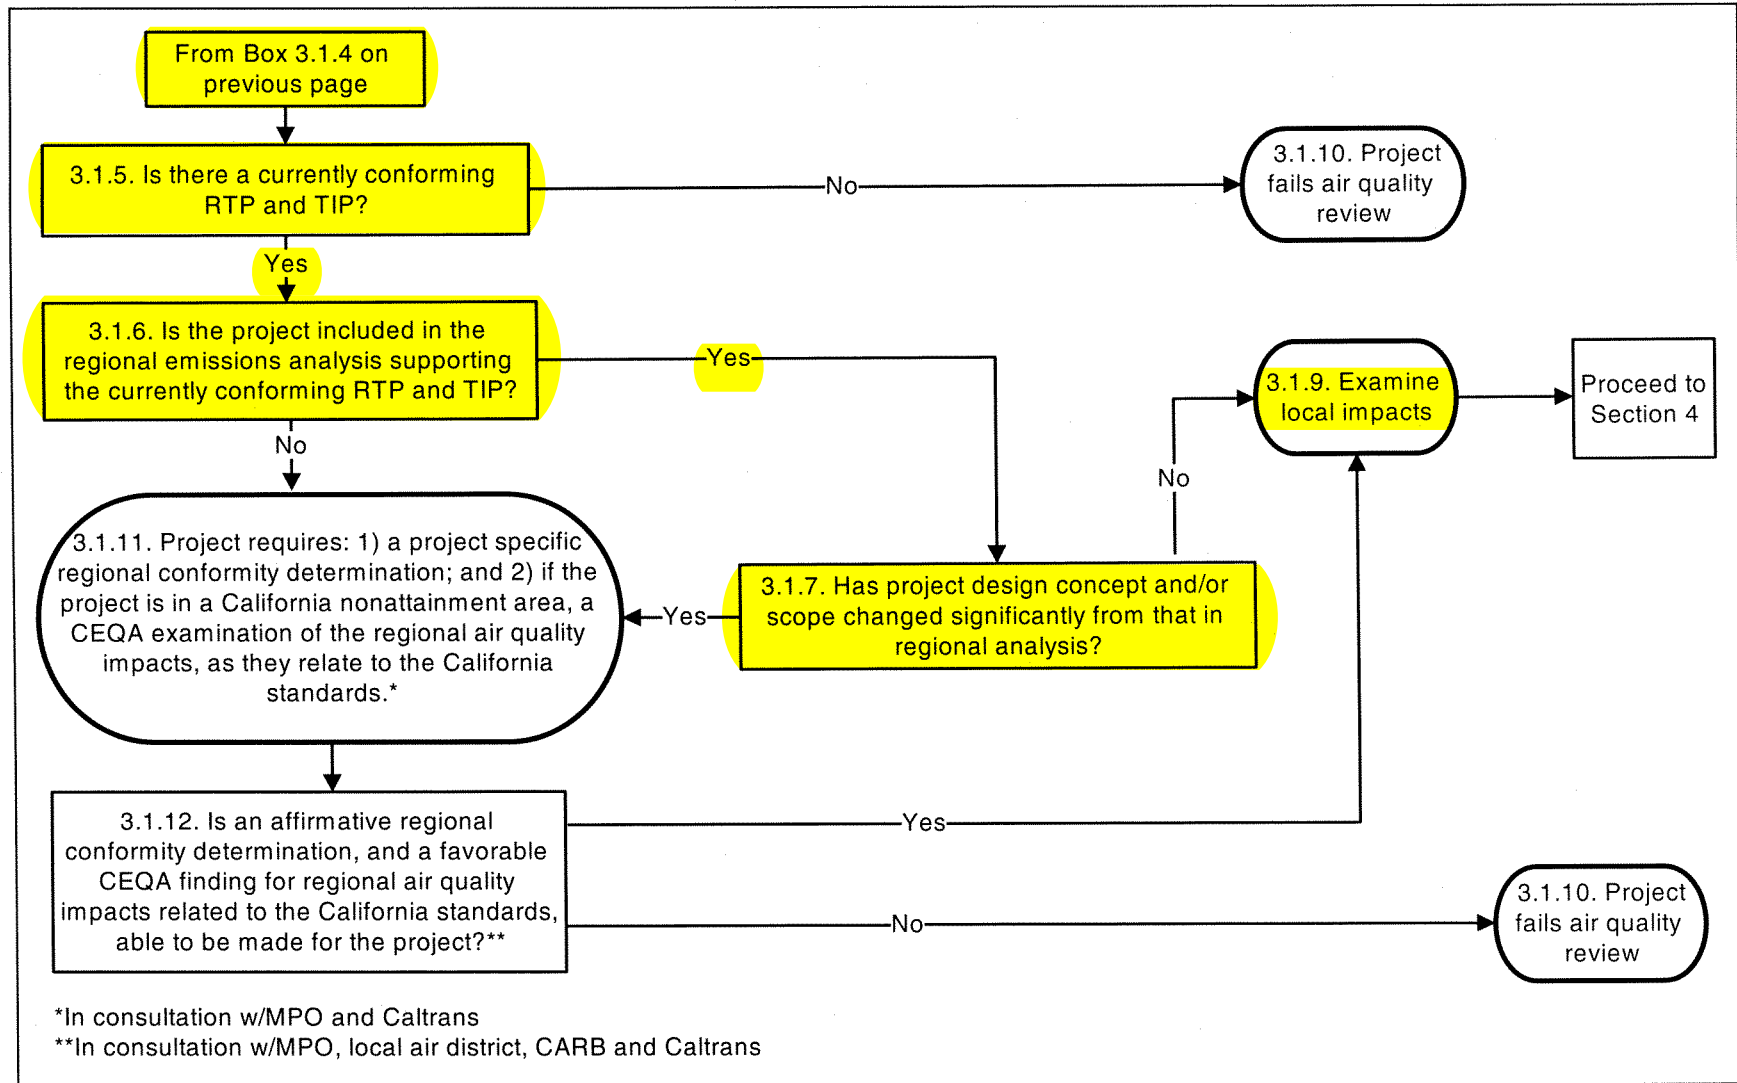 From Box 3.1.4 on
previous page
3.1.5. Is there a currently conforming
RTP and TIP?
No
3.1.10. Project
fails air quality
review
Yes
3.1.6. Is the project included in the
regional emissions analysis supporting
the currently conforming RTP and TIP?
Yes
3.1.9. Examine
local impacts
Proceed to
Section 4
No
No
3.1.11. Project requires: 1) a project specific
regional conformity determination; and 2) if the
project is in a California nonattainment area, a
CEQA examination of the regional air quality
impacts, as they relate to the California
standards.*
Yes
3.1.7. Has project design concept and/or
scope changed significantly from that in
regional analysis?
3.1.12. Is an affirmative regional
conformity determination, and a favorable
CEQA finding for regional air quality
impacts related to the California standards,
able to be made for the project?**
Yes
No
3.1.10. Project
fails air quality
review
*In consultation w/MPO and Caltrans
**In consultation w/MPO, local air district, CARB and Caltrans